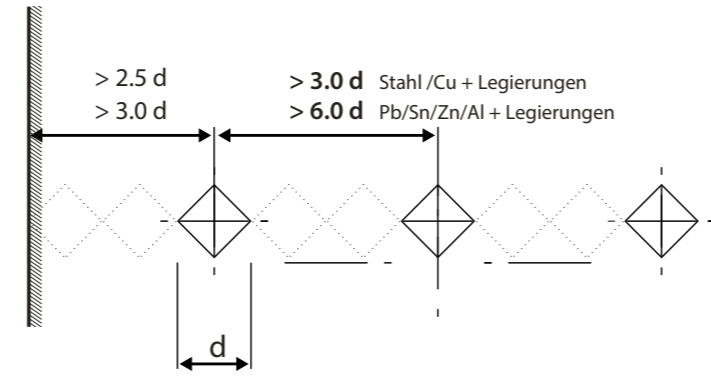 > 2.5 d > 3.0 d Stahl /Cu + Legierungen
> 3.0 d > 6.0 d Pb/Sn/Zn/Al + Legierungen
d